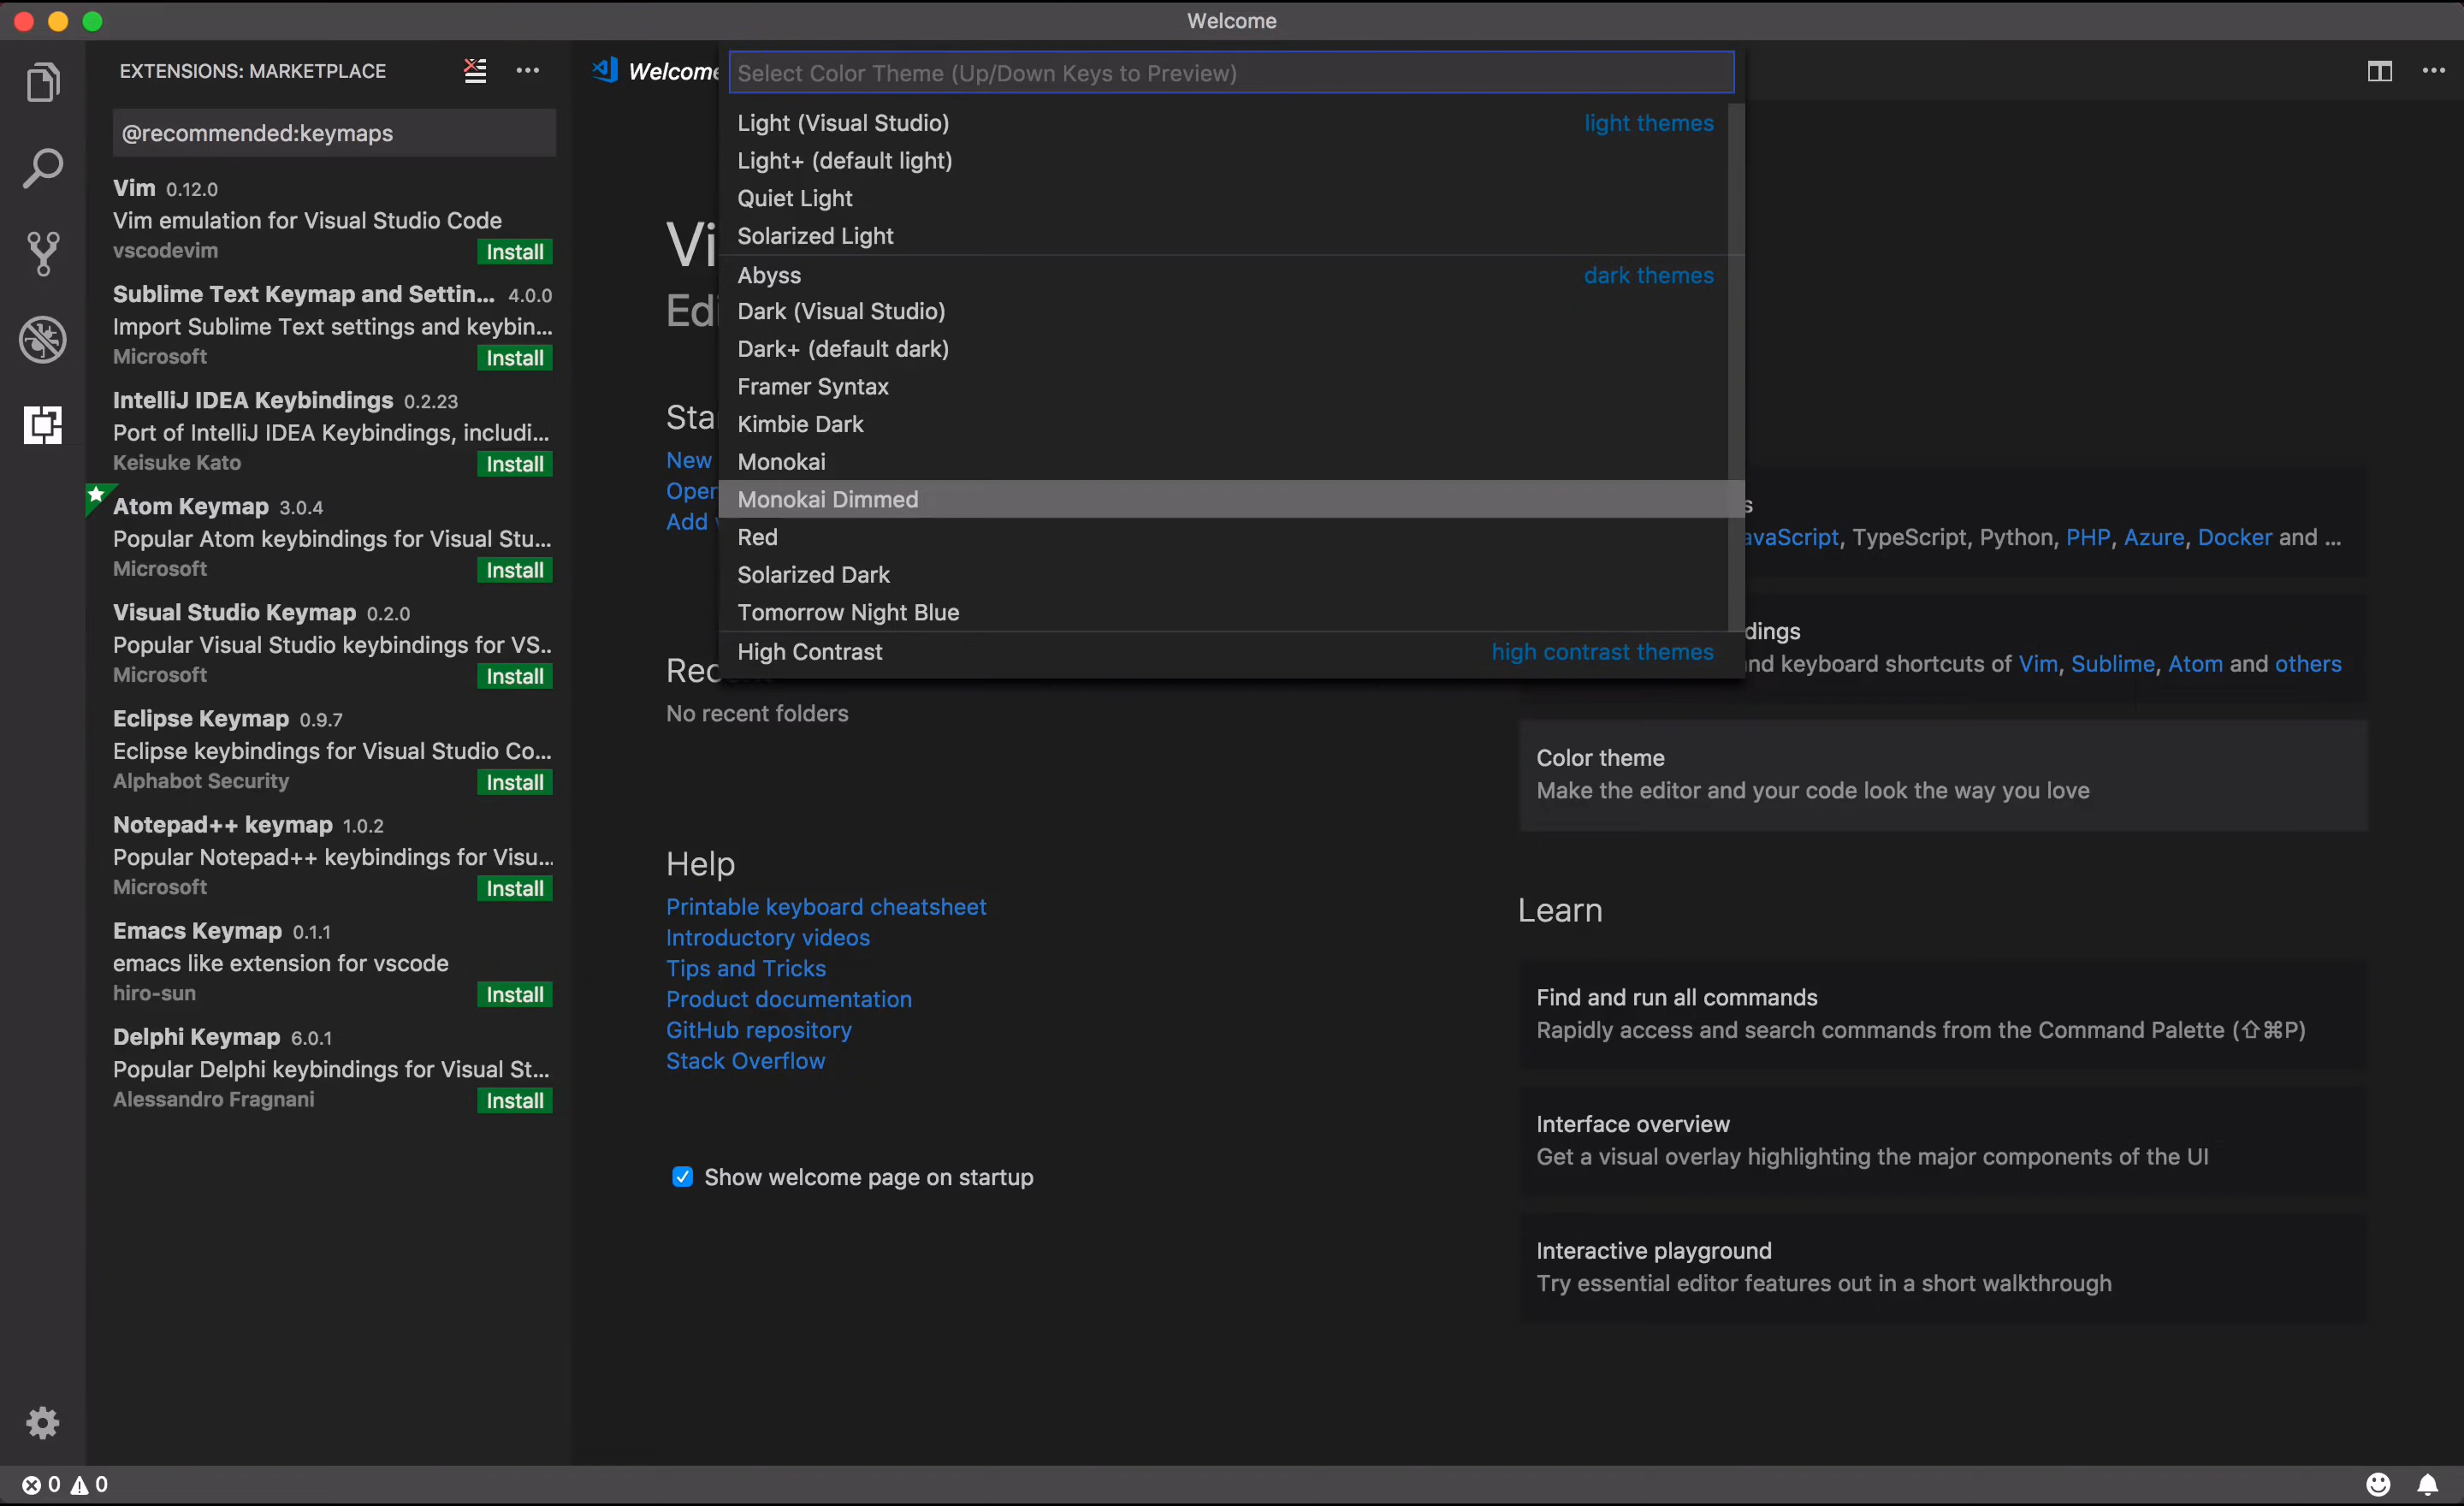 Welcome
EXTENSIONS: MARKETPLACE
@recommended:keymaps
Vim 0.12.0
Vim emulation for Visual Studio Code
vscodevim
Install
Sublime Text Keymap and Settin... 4.0.0
Import Sublime Text settings and keybin...
Microsoft
Install
IntelliJ IDEA Keybindings 0.2.23
Port of IntelliJ IDEA Keybindings, includi...
Keisuke Kato
Install
Atom Keymap 3.0.4
Popular Atom keybindings for Visual Stu...
Microsoft
Install
Visual Studio Keymap 0.2.0
Popular Visual Studio keybindings for VS..
Microsoft
Install
Eclipse Keymap 0.9.7
Eclipse keybindings for Visual Studio Co...
Alphabot Security
Install
Notepad++ keymap 1.0.2
Popular Notepad++ keybindings for Visu...
Microsoft
Install
Emacs Keymap 0.1.1
emacs like extension for vscode
hiro-sun
Install
Delphi Keymap 6.0.1
Popular Delphi keybindings for Visual St...
Alessandro Fragnani
Install
Welcome
Select Color Theme (Up/Down Keys to Preview)
Light (Visual Studio) light themes
Light+ (default light)
Quiet Light
Solarized Light
Abyss dark themes
Dark (Visual Studio)
Dark+ (default dark)
Framer Syntax
Kimbie Dark
Monokai
Monokai Dimmed
Red
Solarized Dark
Tomorrow Night Blue
High Contrast high contrast themes
Vi
Edi
Sta
New
Oper
Add
Rec
No recent folders
Help
Printable keyboard cheatsheet
Introductory videos
Tips and Tricks
Product documentation
GitHub repository
Stack Overflow
Show welcome page on startup
s
avaScript, TypeScript, Python, PHP, Azure, Docker and ...
dings
nd keyboard shortcuts of Vim, Sublime, Atom and others
Color theme
Make the editor and your code look the way you love
Learn
Find and run all commands
Rapidly access and search commands from the Command Palette (⇧⌘P)
Interface overview
Get a visual overlay highlighting the major components of the UI
Interactive playground
Try essential editor features out in a short walkthrough
0 0